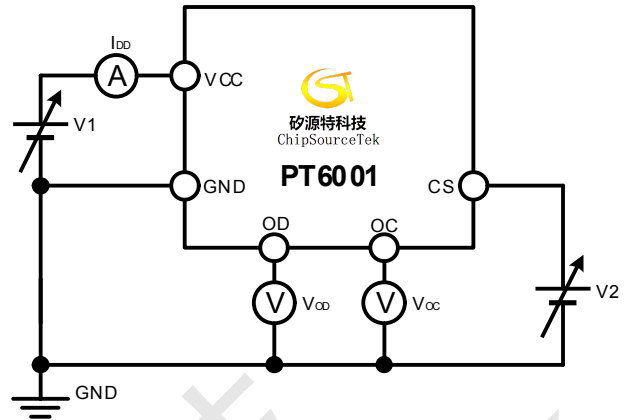 IDD
A
VCC
V1
矽源特科技
ChipSourceTek
PT6001
GND
CS
OD
OC
V
VOD
V
VOC
V2
GND